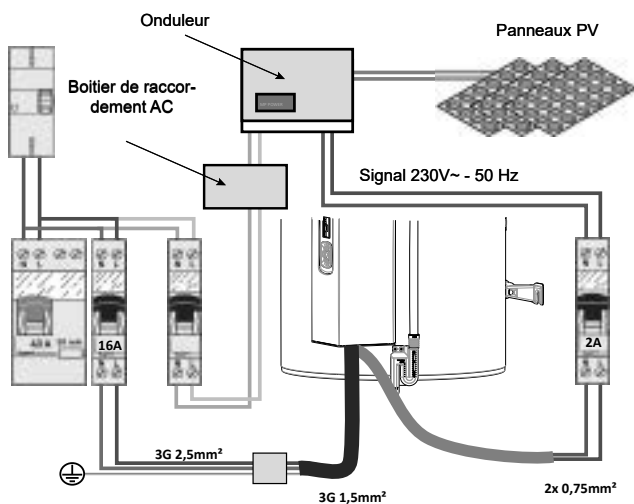 Onduleur
Panneaux PV
Boitier de raccor-
dement AC
Signal 230V~ - 50 Hz
N L
N L
40 A
16A
2A
3G 2,5mm²
3G 1,5mm²
2x 0,75mm²